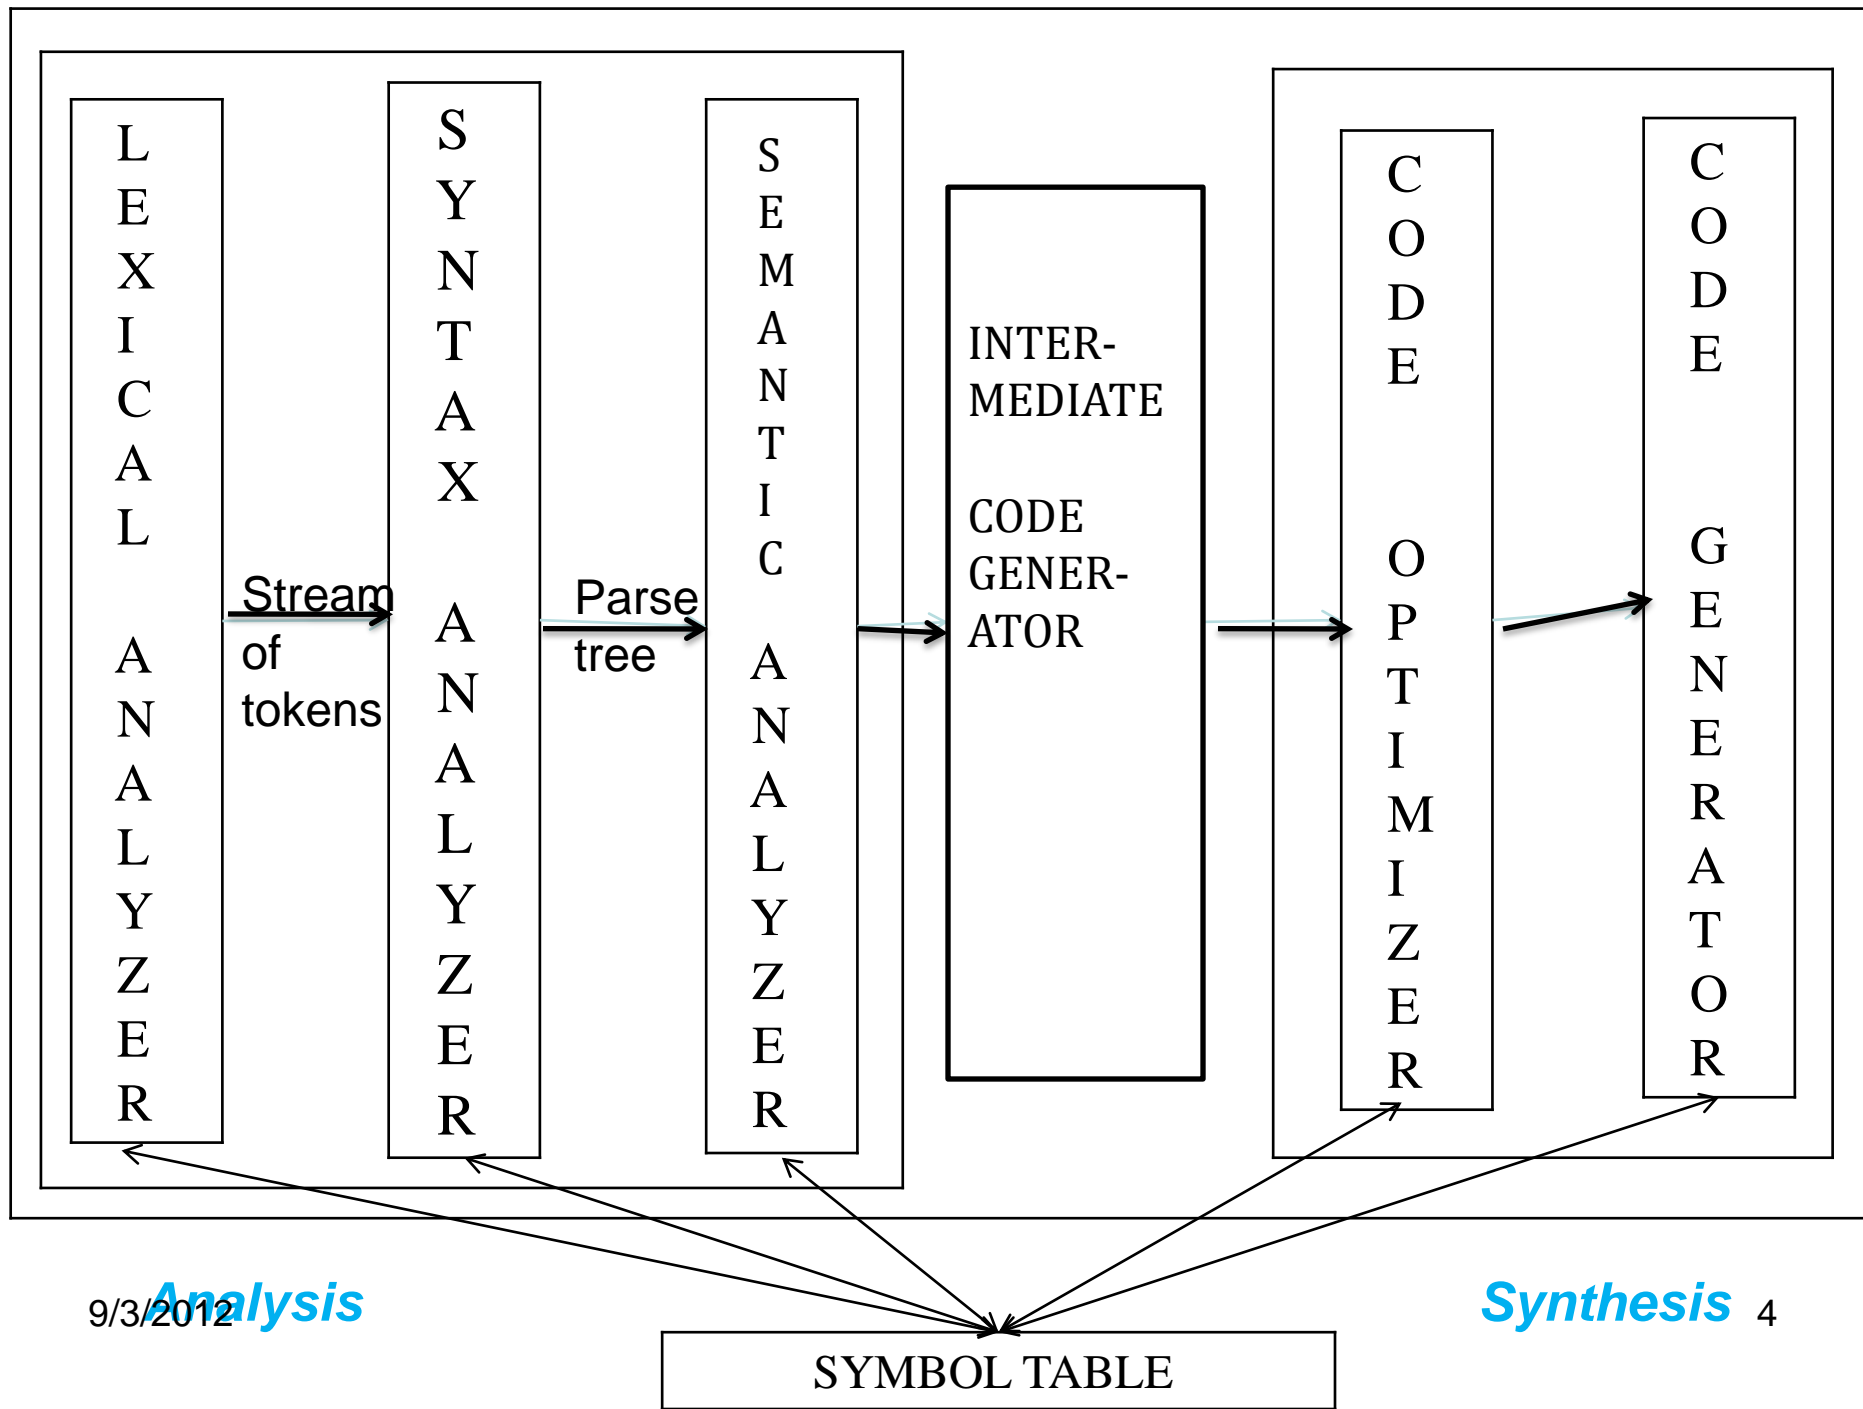 LEXICAL ANALYZER
Stream
of
tokens
SYNTAX ANALYZER
Parse
tree
SEMANTIC ANALYZER
INTER-
MEDIATE
CODE
GENER-
ATOR
CODE OPTIMIZER
CODE GENERATOR
Analysis
Synthesis
9/3/2012
4
SYMBOL TABLE